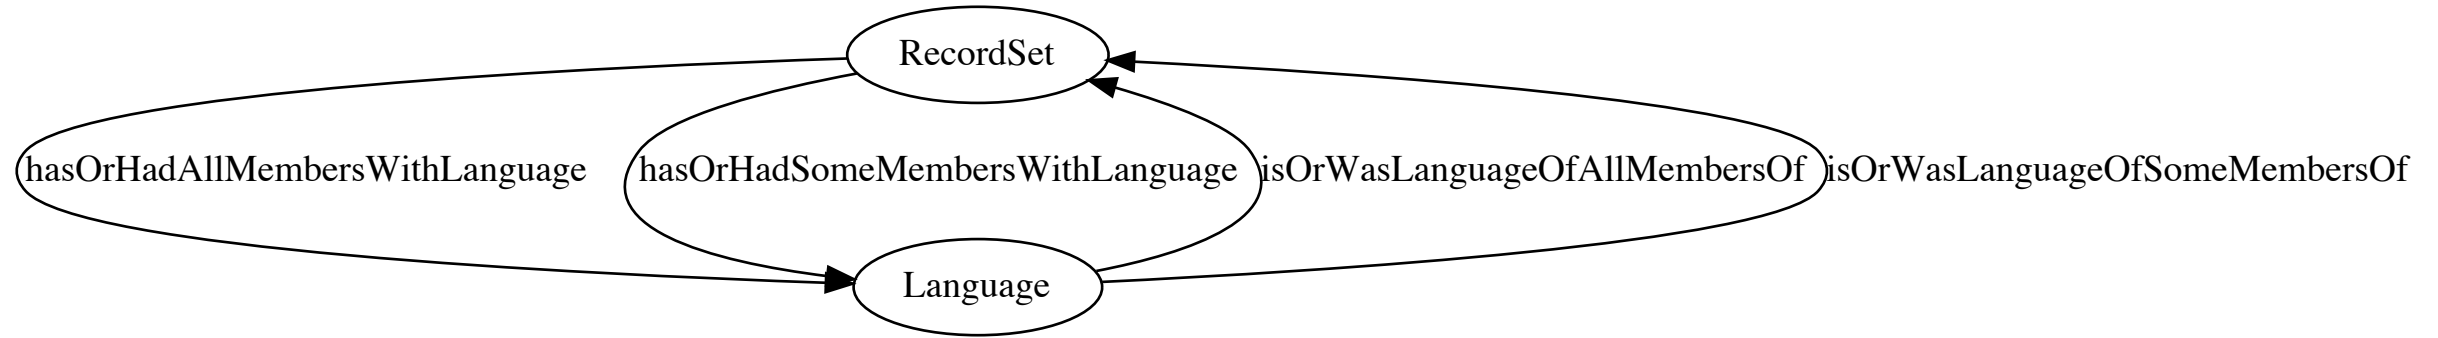 RecordSet
hasOrHadAllMembersWithLanguage
hasOrHadSomeMembersWithLanguage
isOrWasLanguageOfAllMembersOf
isOrWasLanguageOfSomeMembersOf
Language